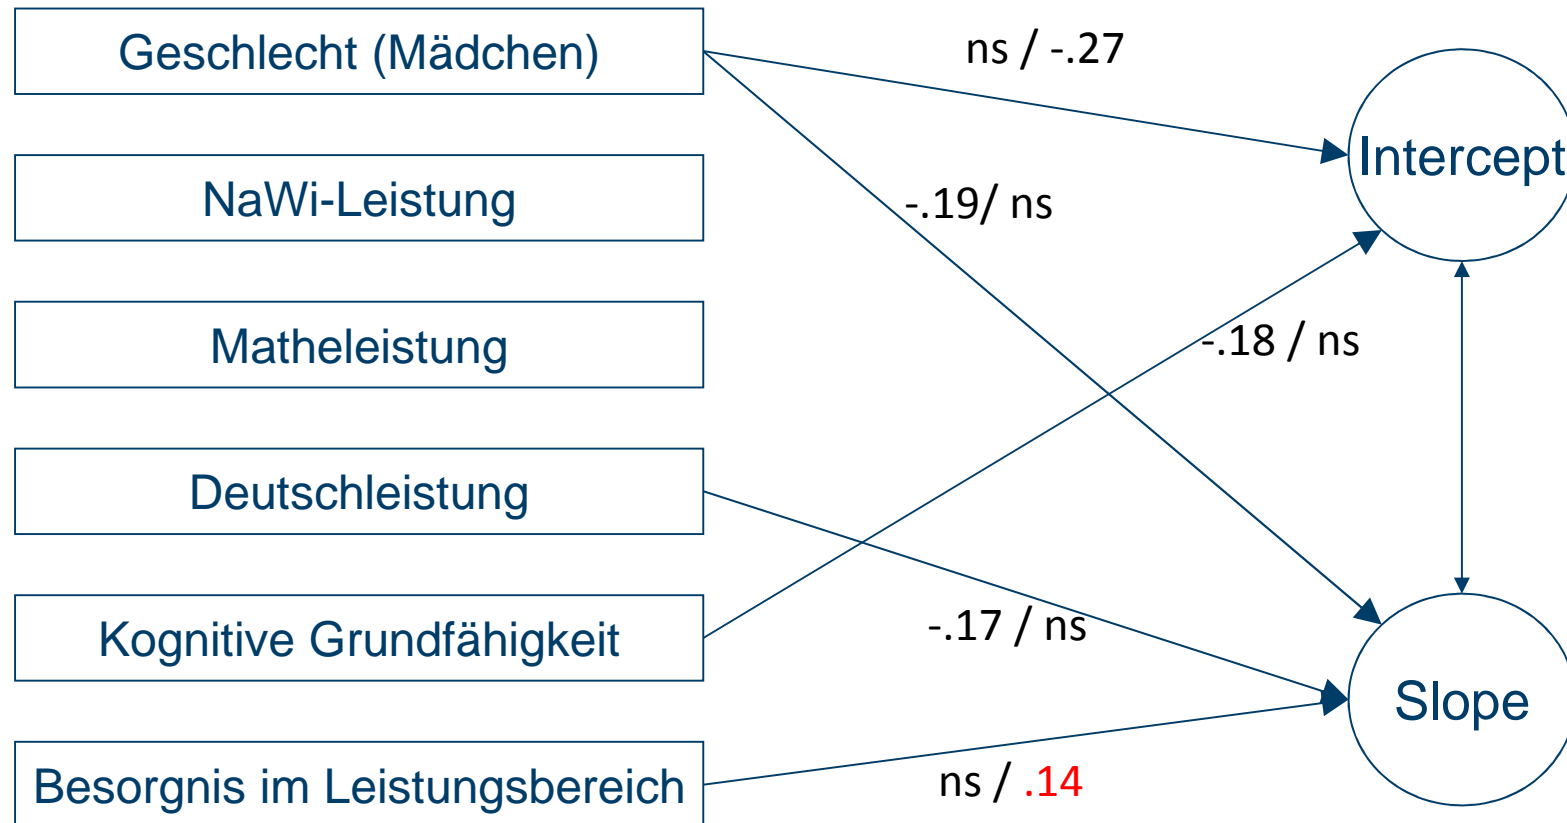 Geschlecht (Mädchen)
ns / -.27
Intercept
NaWi-Leistung
-.19/ ns
Matheleistung
-.18 / ns
Deutschleistung
Kognitive Grundfähigkeit
-.17 / ns
Slope
Besorgnis im Leistungsbereich
ns / .14